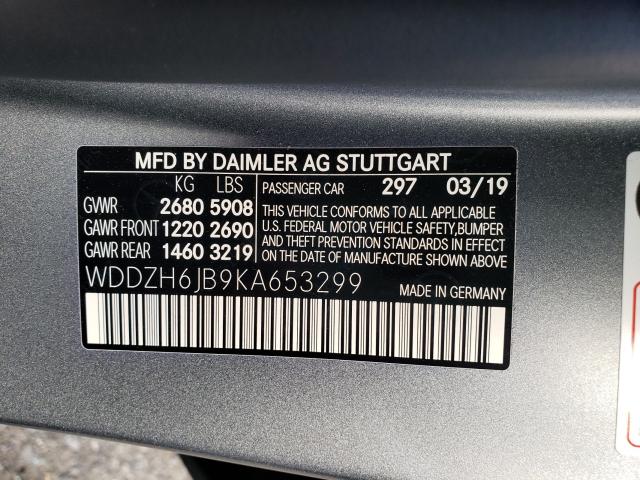 MFD BY DAIMLER AG STUTTGART
KG LBS
GVWR 2680 5908
GAWR FRONT 1220 2690
GAWR REAR 1460 3219
PASSENGER CAR 297 03/19
THIS VEHICLE CONFORMS TO ALL APPLICABLE
U.S. FEDERAL MOTOR VEHICLE SAFETY, BUMPER
AND THEFT PREVENTION STANDARDS IN EFFECT
ON THE DATE OF MANUFACTURE SHOWN ABOVE.
WDDZH6JB9KA653299
MADE IN GERMANY